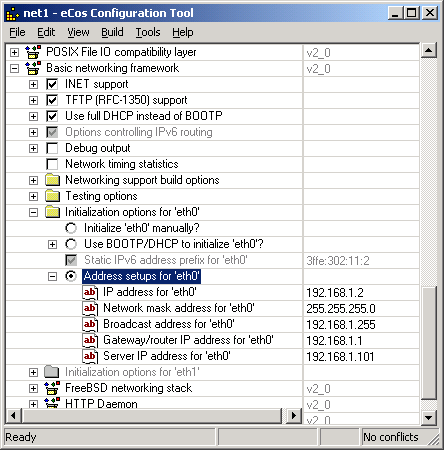 net1 - eCos Configuration Tool
File Edit View Build Tools Help
POSIX File IO compatibility layer v2_0
Basic networking framework v2_0
INET support
TFTP (RFC-1350) support
Use full DHCP instead of BOOTP
Options controlling IPv6 routing
Debug output
Network timing statistics
Networking support build options
Testing options
Initialization options for 'eth0'
Initialize 'eth0' manually?
Use BOOTP/DHCP to initialize 'eth0'?
Static IPv6 address prefix for 'eth0' 3ffe:302:11:2
Address setups for 'eth0'
ab IP address for 'eth0' 192.168.1.2
ab Network mask address for 'eth0' 255.255.255.0
ab Broadcast address for 'eth0' 192.168.1.255
ab Gateway/router IP address for 'eth0' 192.168.1.1
ab Server IP address for 'eth0' 192.168.1.101
Initialization options for 'eth1'
FreeBSD networking stack v2_0
HTTP Daemon v2_0
Ready No conflicts